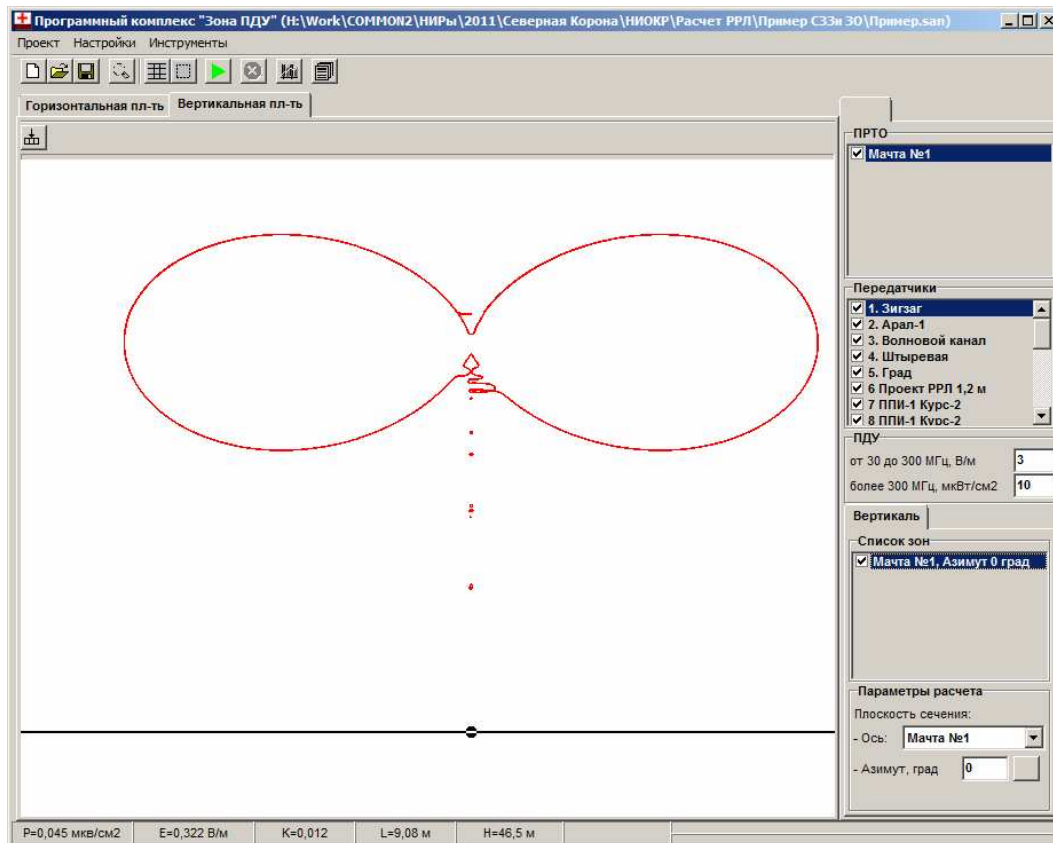 Программный комплекс "Зона ПДУ" (H:\Work\COMMON2\НИРы\2011\Северная Корона\НИОКР\Расчет РРЛ\Пример СЗЗи ЗО\Пример.san)
Проект Настройки Инструменты
Горизонтальная пл-ть Вертикальная пл-ть
ПРТО
Мачта №1
Передатчики
1. Зигзаг
2. Арал-1
3. Волновой канал
4. Штыревая
5. Град
6 Проект РРЛ 1,2 м
7 ППИ-1 Курс-2
8 ППИ-1 Курс-2
ПДУ
от 30 до 300 МГц, В/м 3
более 300 МГц, мкВт/см2 10
Вертикаль
Список зон
Мачта №1, Азимут 0 град
Параметры расчета
Плоскость сечения:
- Ось: Мачта №1
- Азимут, град 0
P=0,045 мкв/см2 E=0,322 В/м K=0,012 L=9,08 м H=46,5 м